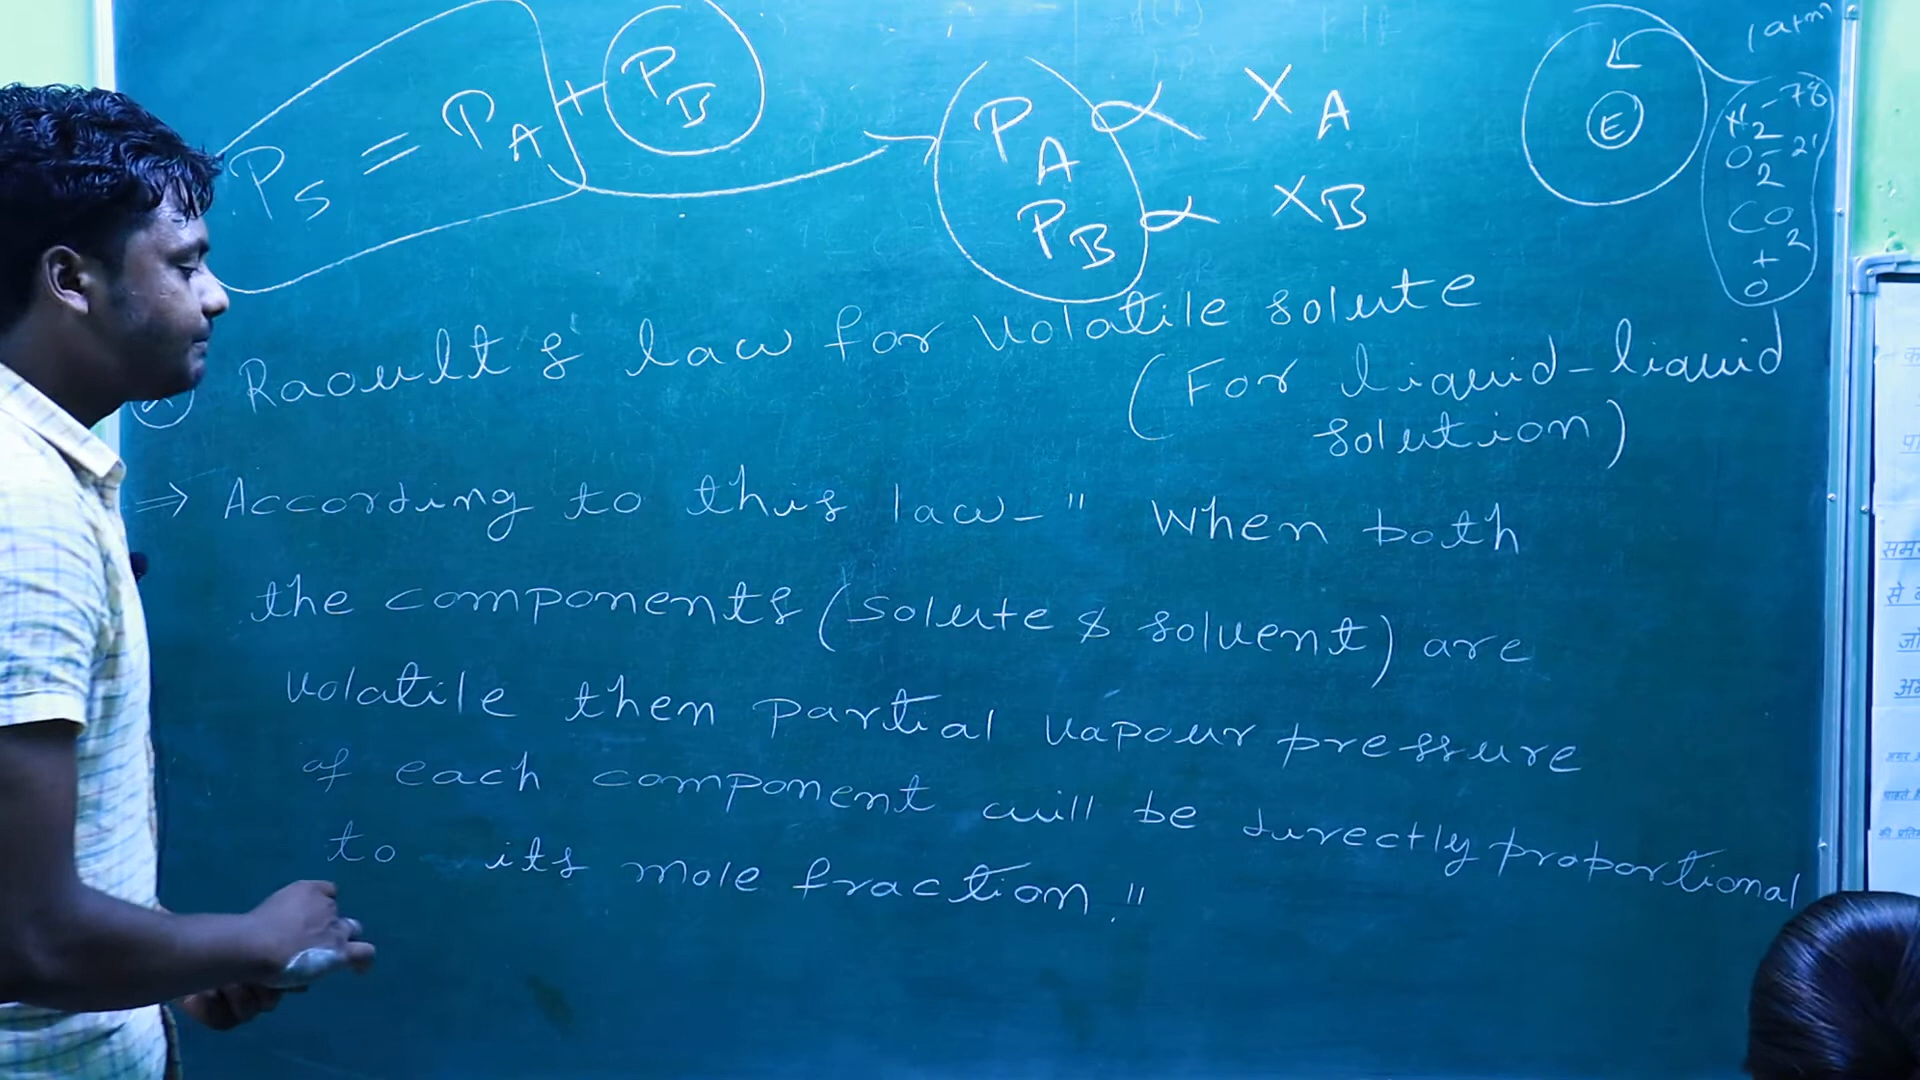 Ps = PA + PB
PA ∝ XA
PB ∝ XB
1 atm
E
N2-78
O2-21
CO2
+
O
Raoult's law for Volatile solute
(For liquid-liquid
solution)
⇒ According to this law-" When both
the components (solute & solvent) are
volatile then partial vapour pressure
of each component will be directly proportional
to its mole fraction."